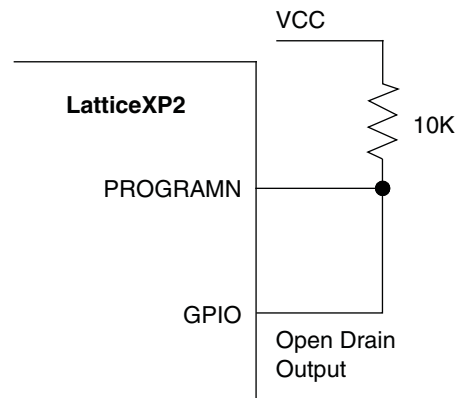 VCC
LatticeXP2
10K
PROGRAMN
GPIO
Open Drain
Output